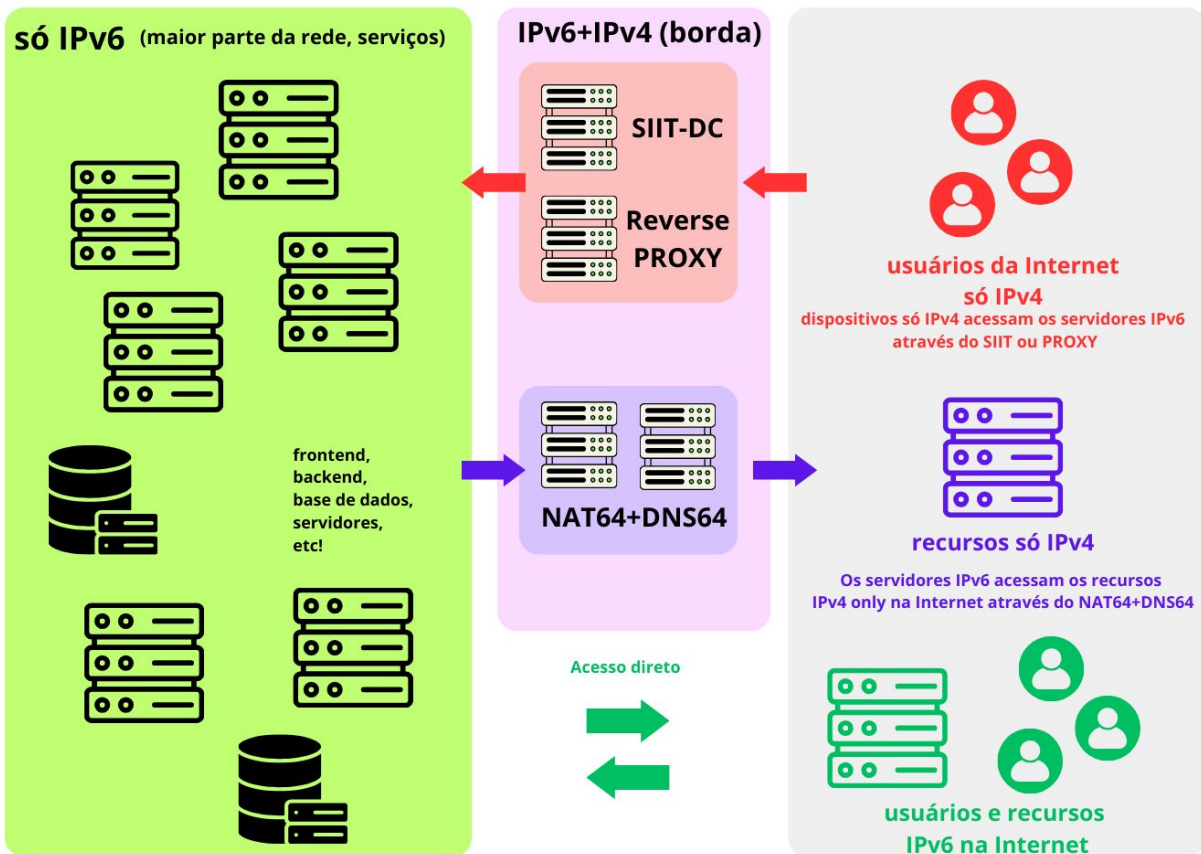 só IPv6 (maior parte da rede, serviços)
IPv6+IPv4 (borda)
SIIT-DC
Reverse
PROXY
usuários da Internet
só IPv4
dispositivos só IPv4 acessam os servidores IPv6
através do SIIT ou PROXY
frontend,
backend,
base de dados,
servidores,
etc!
NAT64+DNS64
recursos só IPv4
Os servidores IPv6 acessam os recursos
IPv4 only na Internet através do NAT64+DNS64
Acesso direto
usuários e recursos
IPv6 na Internet